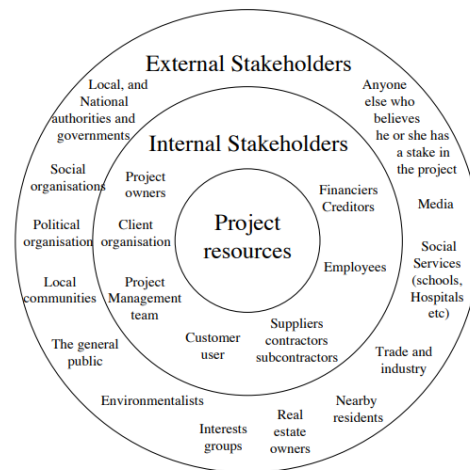 External Stakeholders
Local, and
National
authorities and
governments
Anyone
else who
believes
he or she has
a stake in
the project
Internal Stakeholders
Social
organisations
Project
owners
Financiers
Creditors
Project
resources
Media
Political
organisation
Client
organisation
Employees
Social
Services
(schools,
Hospitals
etc)
Local
communities
Project
Management
team
Customer
user
Suppliers
contractors
subcontractors
The general
public
Trade and
industry
Environmentalists
Interests
groups
Real
estate
owners
Nearby
residents